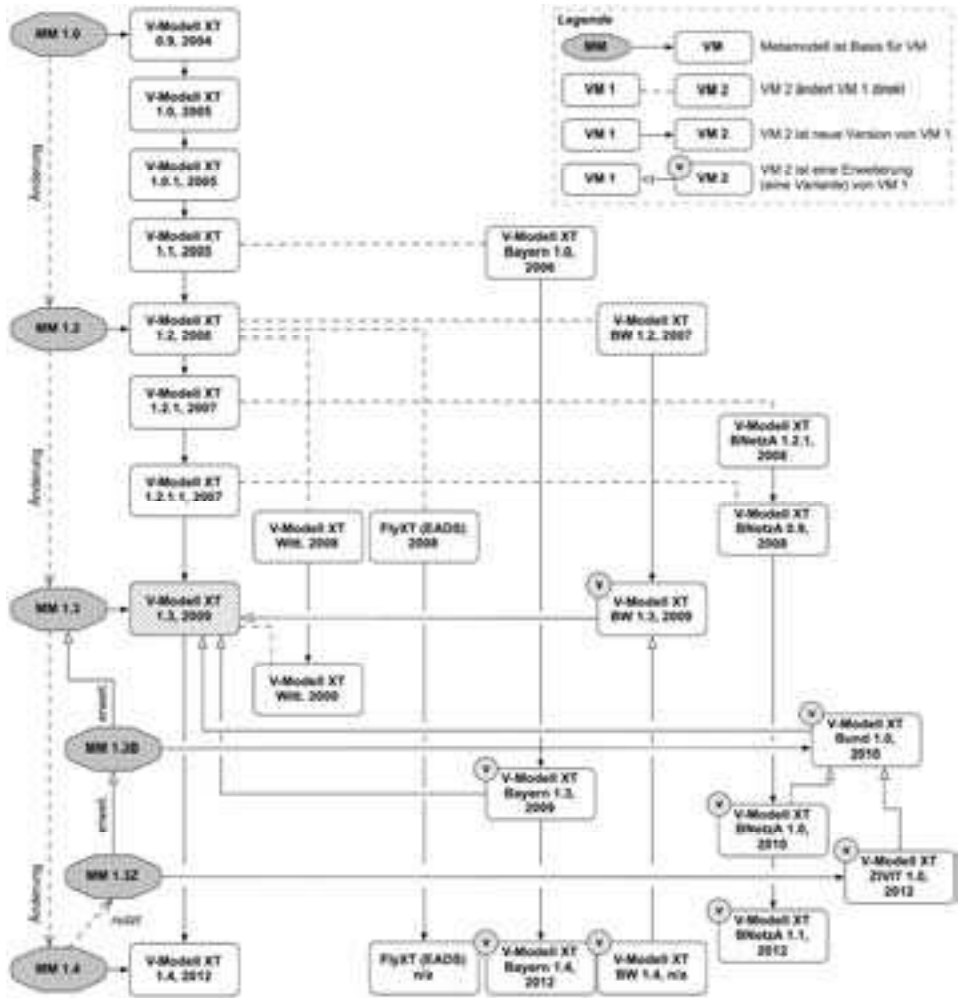 MM 1.0
V-Modell XT
0.9, 2004
Legende
MM
VM
Metamodell ist Basis für VM
VM 1
VM 2
VM 2 ändert VM 1 direkt
VM 1
VM 2
VM 2 ist neue Version von VM 1
VM 1
V
VM 2
VM 2 ist eine Erweiterung
(eine Variante) von VM 1
V-Modell XT
1.0, 2005
Änderung
V-Modell XT
1.0.1, 2005
V-Modell XT
1.1, 2005
V-Modell XT
Bayern 1.0,
2006
MM 1.2
V-Modell XT
V-Modell XT
BW 1.2, 2007
V-Modell XT
1.2.1, 2007
Änderung
V-Modell XT
BNetzA 1.2.1,
2008
V-Modell XT
1.2.1.1, 2007
V-Modell XT
Witt. 2008
FlyXT (EADS)
2008
V-Modell XT
BNetzA 0.9,
2008
MM 1.3
V-Modell XT
1.3, 2009
V
V-Modell XT
BW 1.3, 2009
V-Modell XT
Witt.
erweit.
MM 1.3B
V
V-Modell XT
Bund 1.0,
2010
V
V-Modell XT
Bayern 1.3,
2009
erweit.
V
V-Modell XT
BNetzA 1.0,
2010
MM 1.3Z
V
V-Modell XT
ZIVIT 1.0,
Änderung
nutzt
V
V-Modell XT
BNetzA 1.1,
2012
MM 1.4
V-Modell XT
1.4, 2012
FlyXT (EADS)
n/a
V
V-Modell XT
Bayern 1.4,
2012
V
V-Modell XT
BW 1.4, n/a